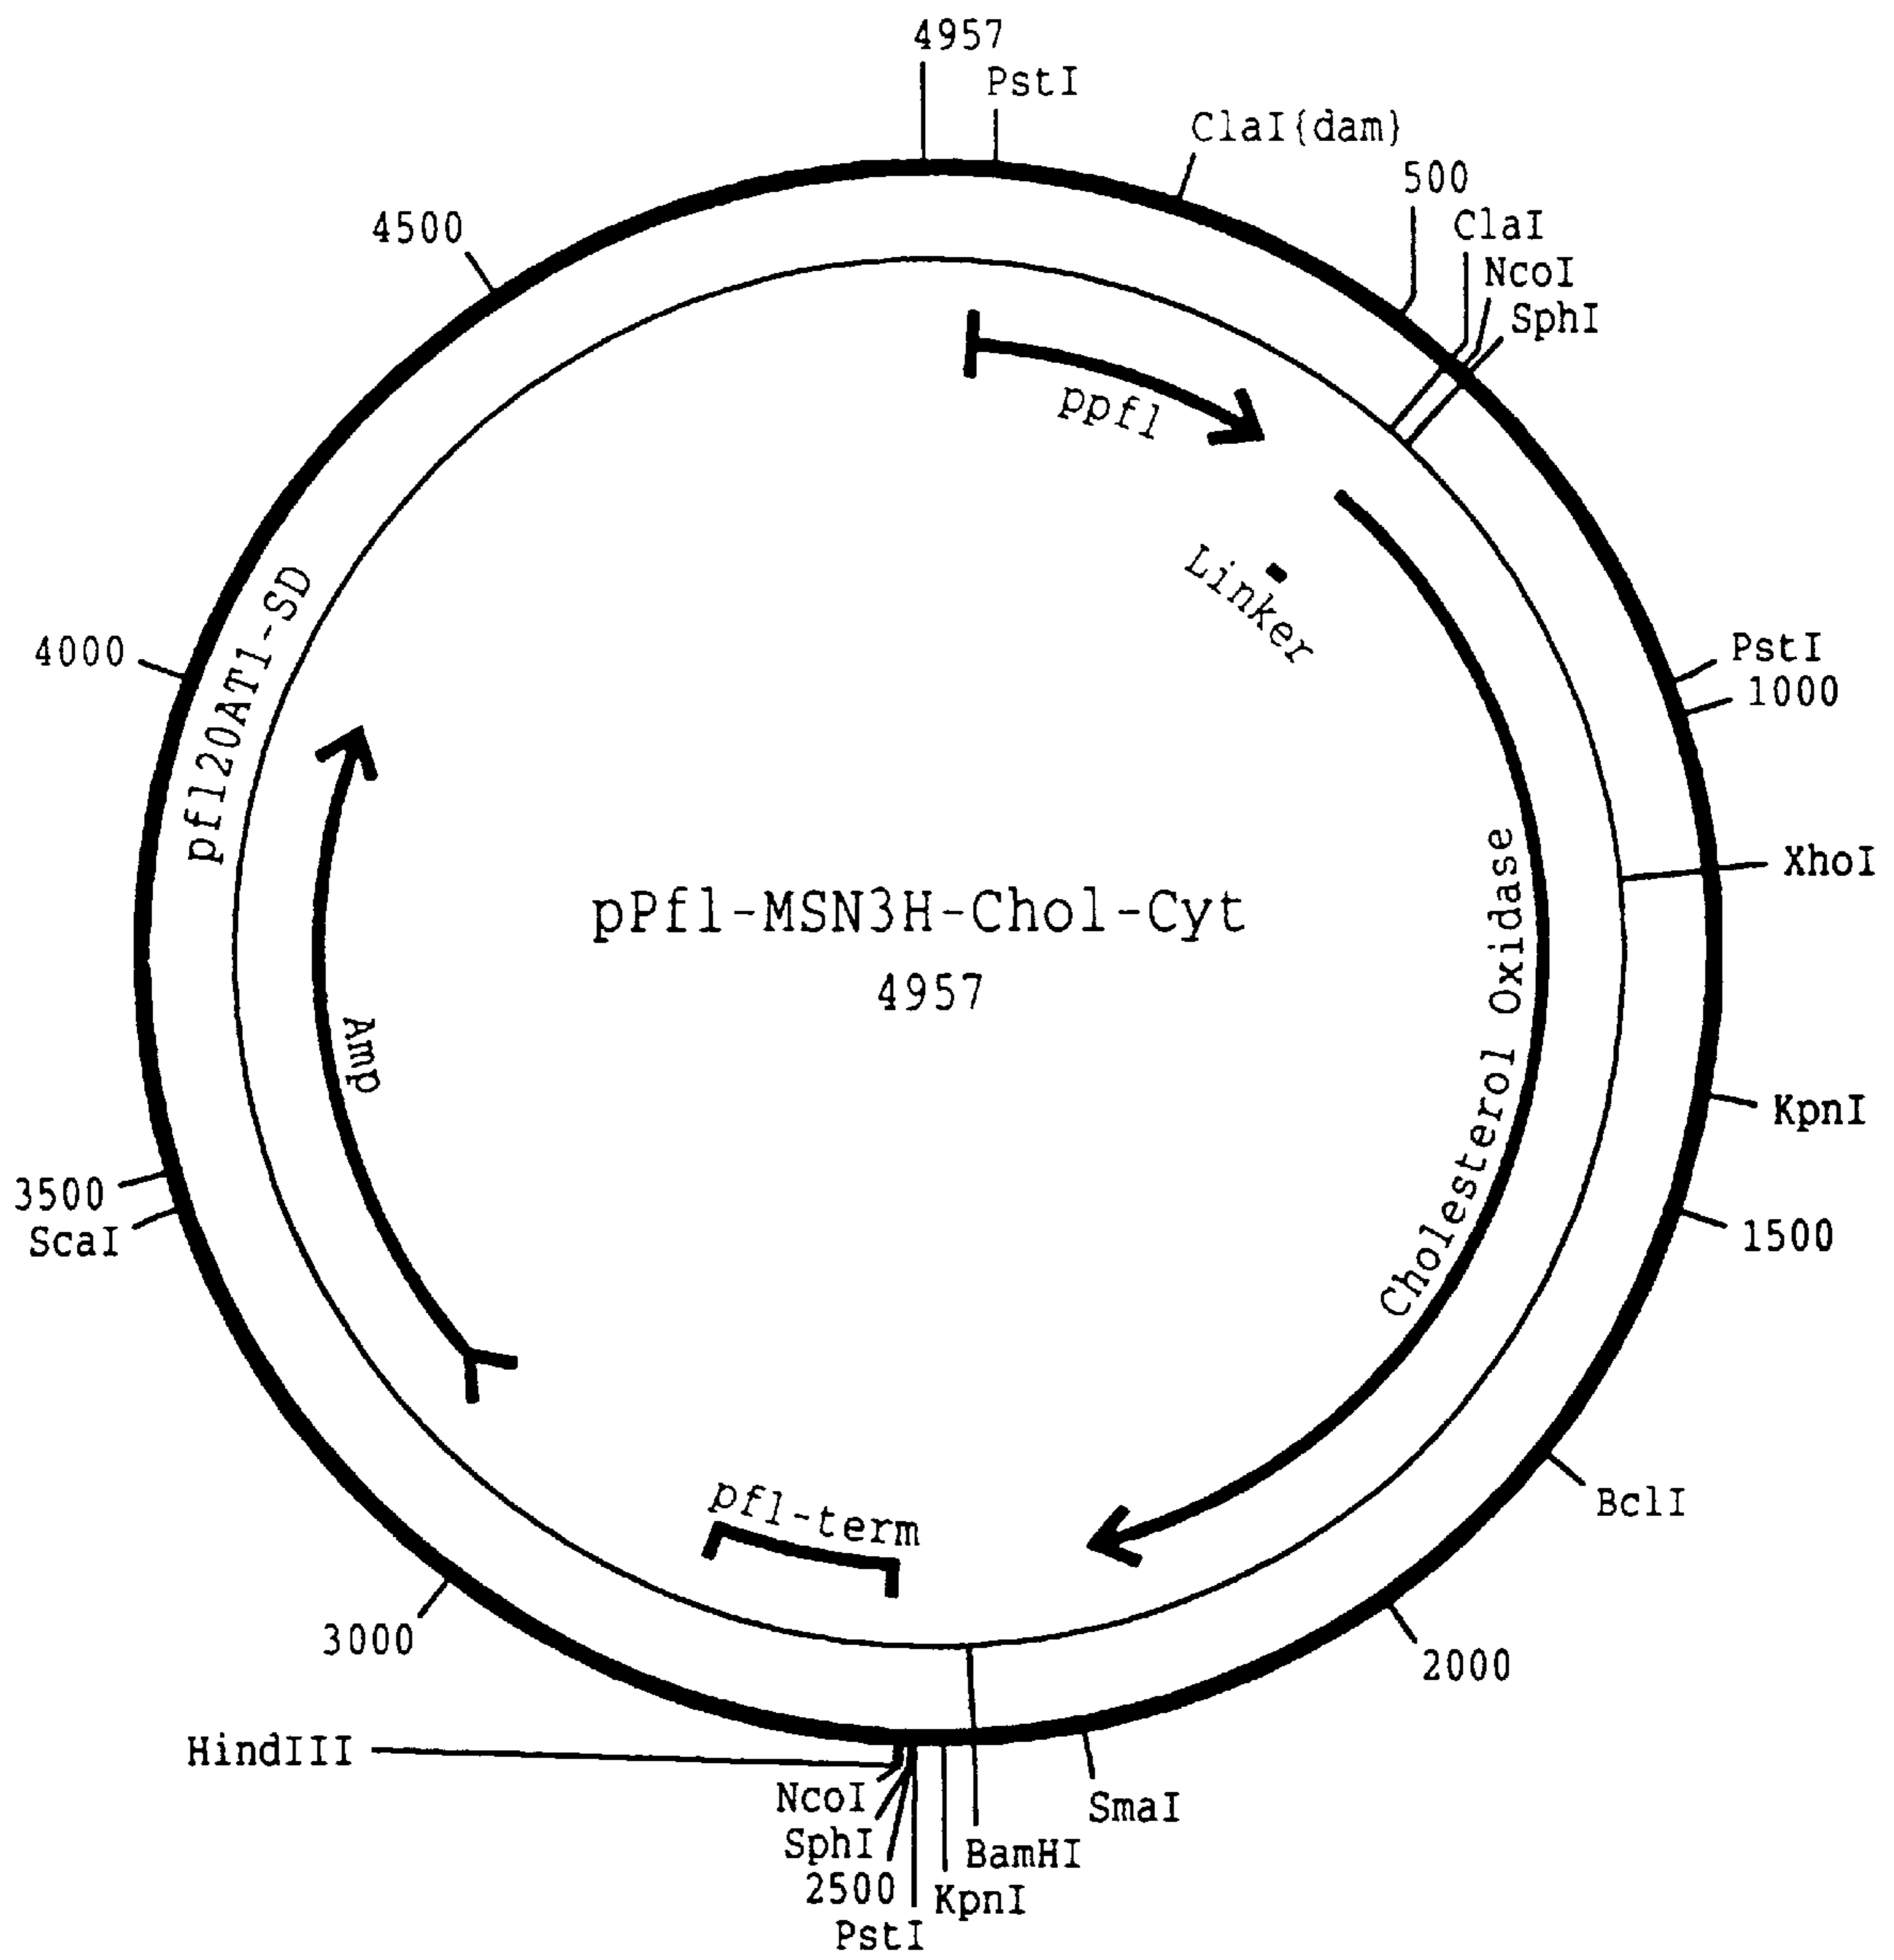 4957
PstI
ClaI{dam}
500
ClaI
NcoI
SphI
4500
ppfl
Linker
PstI
1000
4000
pfl20AT1-SD
XhoI
pPfl-MSN3H-Chol-Cyt
4957
Cholesterol Oxidase
Amp
KpnI
3500
ScaI
1500
BclI
pfl-term
3000
2000
HindIII
NcoI
SmaI
SphI
BamHI
2500
KpnI
PstI